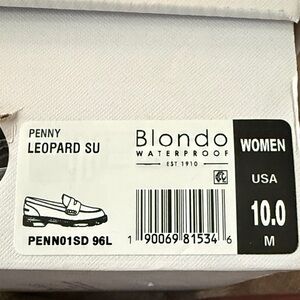 PENNY
LEOPARD SU
Blondo
WATERPROOF
EST 1910
WOMEN
USA
10.0
M
PENN01SD 96L
1 90069 81534 6